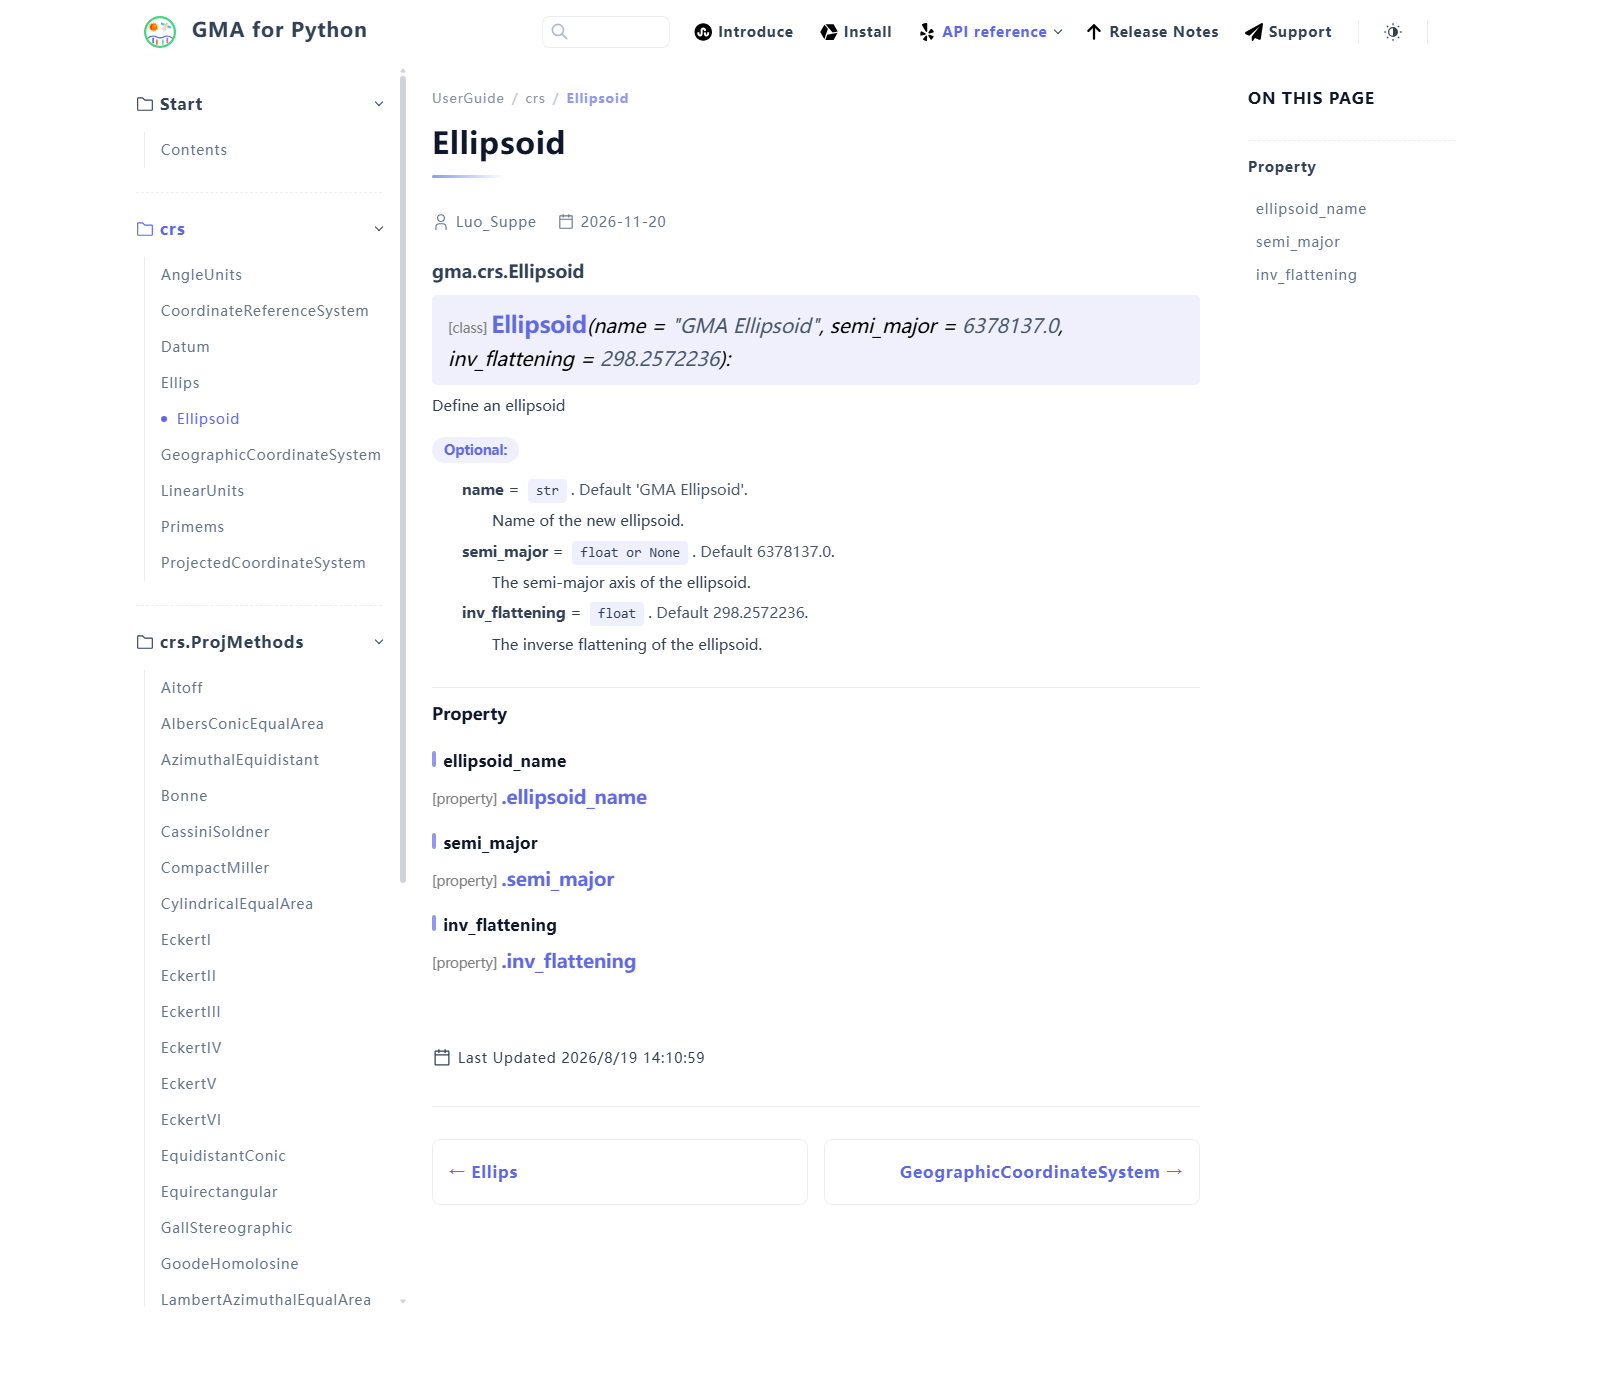 GMA for Python
Introduce
Install
API reference
Release Notes
Support
Start
Contents
crs
AngleUnits
CoordinateReferenceSystem
Datum
Ellips
Ellipsoid
GeographicCoordinateSystem
LinearUnits
Primems
ProjectedCoordinateSystem
crs.ProjMethods
Aitoff
AlbersConicEqualArea
AzimuthalEquidistant
Bonne
CassiniSoldner
CompactMiller
CylindricalEqualArea
EckertI
EckertII
EckertIII
EckertIV
EckertV
EckertVI
EquidistantConic
Equirectangular
GallStereographic
GoodeHomolosine
LambertAzimuthalEqualArea
UserGuide / crs / Ellipsoid
Ellipsoid
Luo_Suppe 2026-11-20
gma.crs.Ellipsoid
[class] Ellipsoid(name = "GMA Ellipsoid", semi_major = 6378137.0,
inv_flattening = 298.2572236):
Define an ellipsoid
Optional:
name = str . Default 'GMA Ellipsoid'.
Name of the new ellipsoid.
semi_major = float or None . Default 6378137.0.
The semi-major axis of the ellipsoid.
inv_flattening = float . Default 298.2572236.
The inverse flattening of the ellipsoid.
Property
ellipsoid_name
[property] .ellipsoid_name
semi_major
[property] .semi_major
inv_flattening
[property] .inv_flattening
Last Updated 2026/8/19 14:10:59
← Ellips
GeographicCoordinateSystem →
ON THIS PAGE
Property
ellipsoid_name
semi_major
inv_flattening